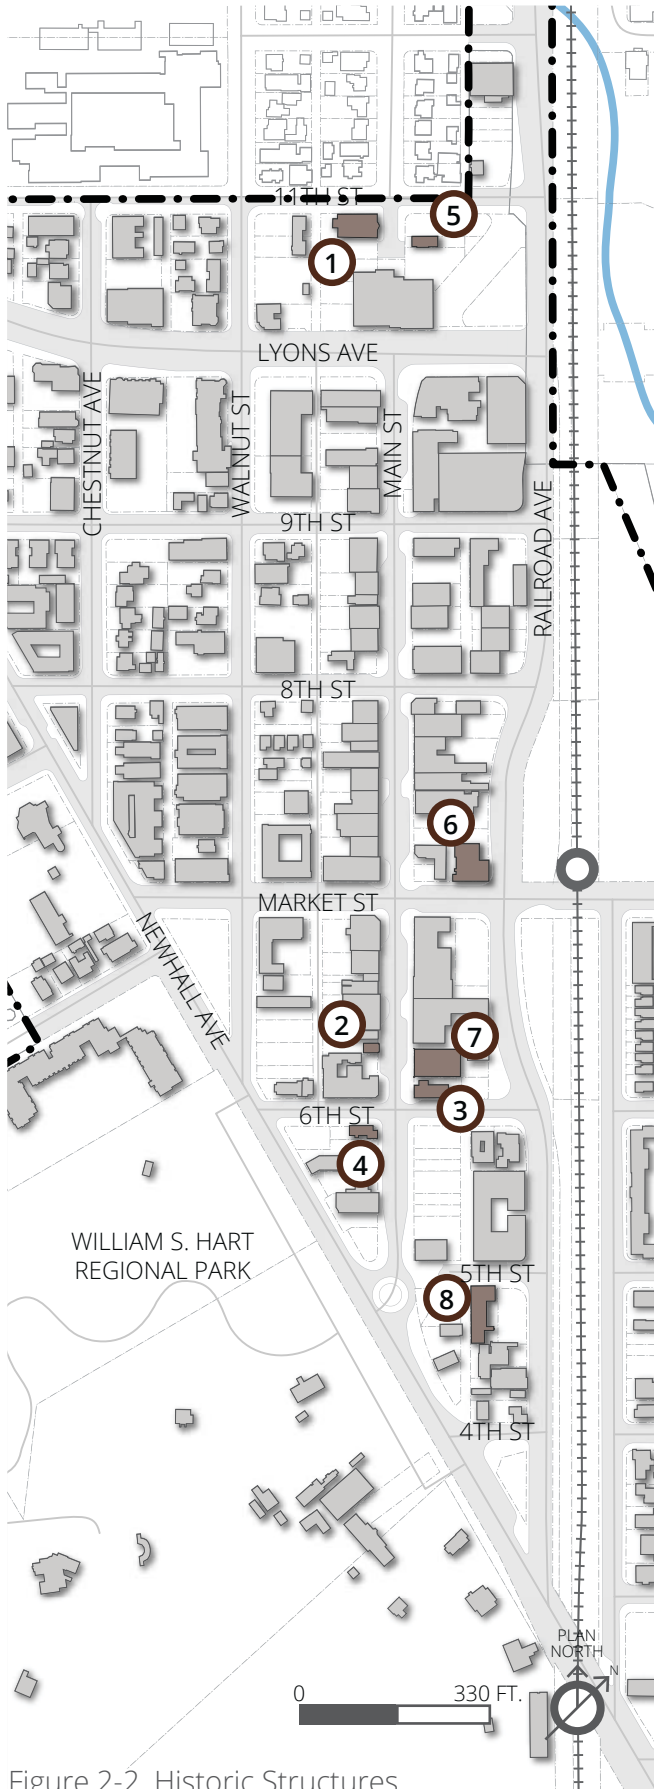 11TH ST
5
1
LYONS AVE
CHESTNUT AVE
WALNUT ST
MAIN ST
9TH ST
RAILROAD AVE
8TH ST
6
MARKET ST
NEWHALL AVE
2
7
3
6TH ST
4
WILLIAM S. HART
REGIONAL PARK
5TH ST
8
4TH ST
PLAN
NORTH
N
0 330 FT.
Figure 2-2 Historic Structures